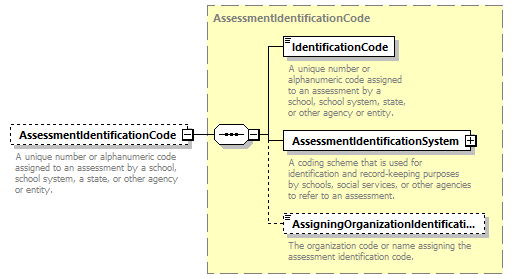 AssessmentIdentificationCode
IdentificationCode
A unique number or
alphanumeric code assigned
to an assessment by a
school, school system, state,
or other agency or entity.
AssessmentIdentificationCode
A unique number or alphanumeric code
assigned to an assessment by a school,
school system, a state, or other agency
or entity.
AssessmentIdentificationSystem
A coding scheme that is used for
identification and record-keeping purposes
by schools, social services, or other agencies
to refer to an assessment.
AssigningOrganizationIdentificati...
The organization code or name assigning the
assessment identification code.